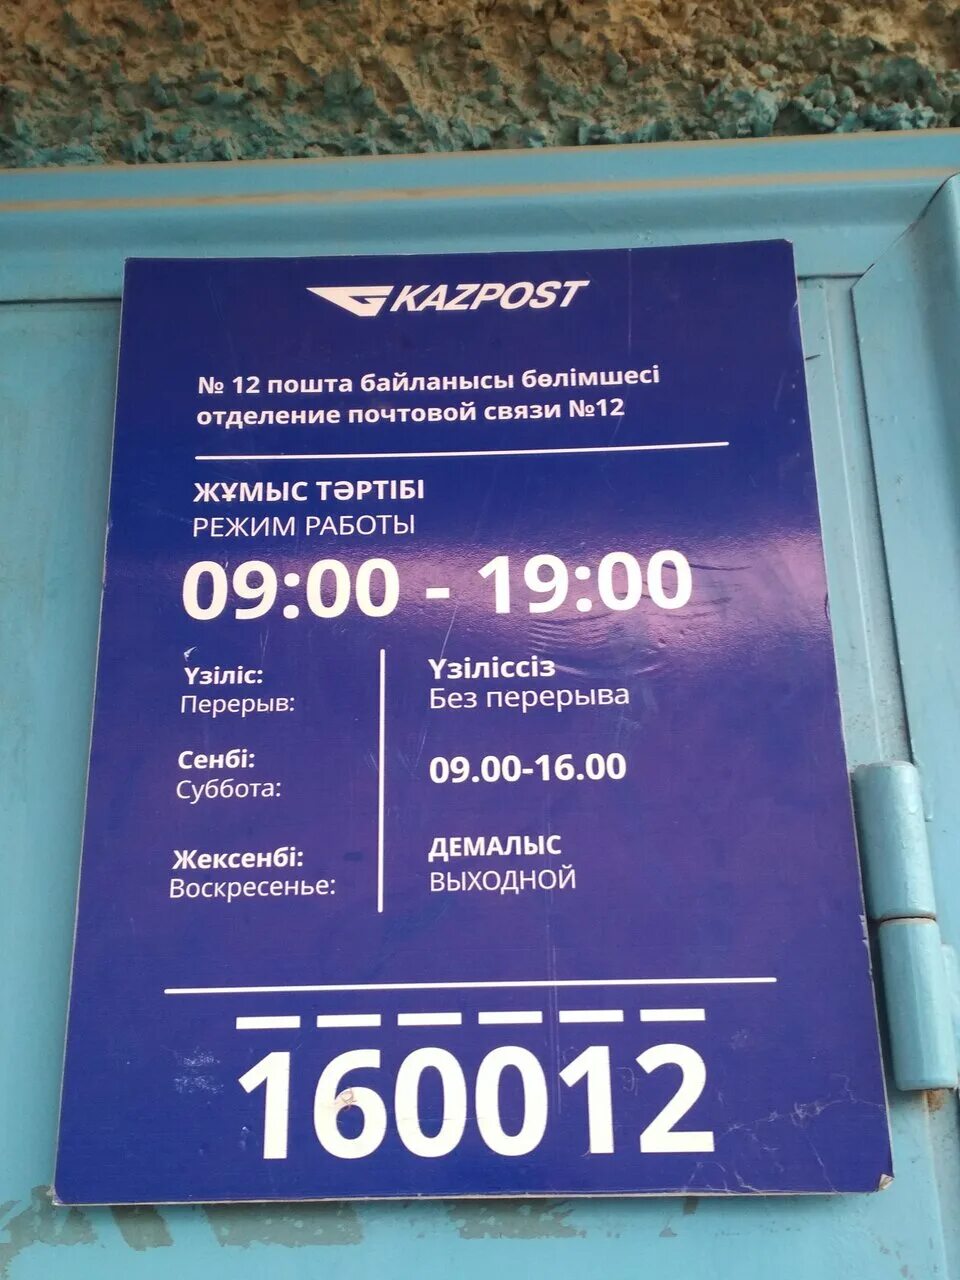 KAZPOST
№ 12 пошта байланысы бөлімшесі
отделение почтовой связи №12
ЖҰМЫС ТӘРТІБІ
РЕЖИМ РАБОТЫ
09:00 - 19:00
Үзіліс:
Перерыв:
Үзіліссіз
Без перерыва
Сенбі:
Суббота:
09.00-16.00
Жексенбі:
Воскресенье:
ДЕМАЛЫС
ВЫХОДНОЙ
160012